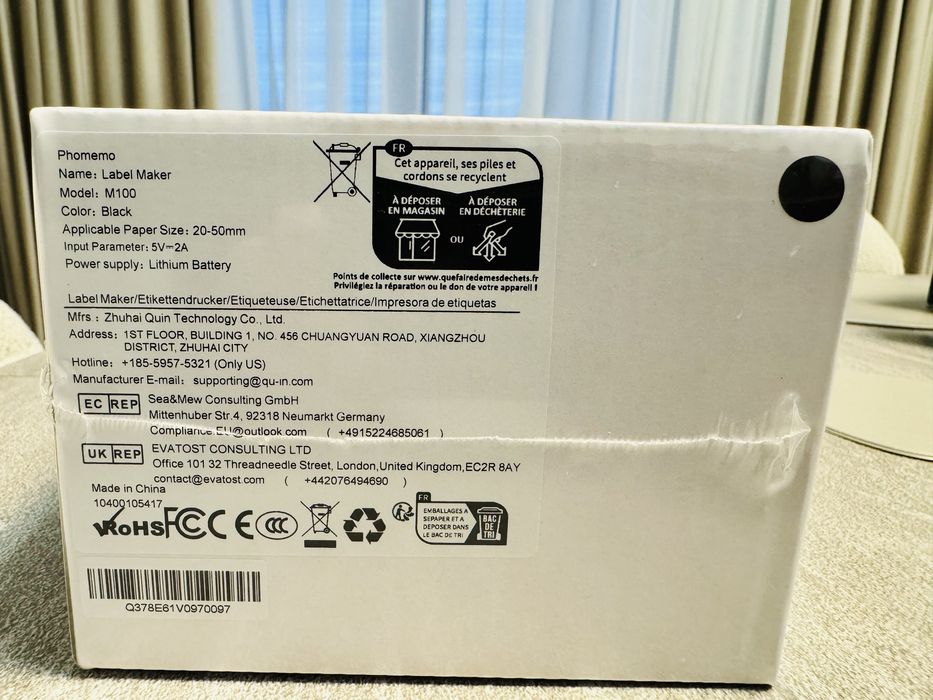 Phomemo
Name: Label Maker
Model: M100
Color: Black
Applicable Paper Size: 20-50mm
Input Parameter: 5V⎓2A
Power supply: Lithium Battery
FR
Cet appareil, ses piles et
cordons se recyclent
À DÉPOSER
EN MAGASIN
OU
À DÉPOSER
EN DÉCHÈTERIE
Points de collecte sur www.quefairedemesdechets.fr
Privilégiez la réparation ou le don de votre appareil !
Label Maker/Etikettendrucker/Etiqueteuse/Etichettatrice/Impresora de etiquetas
Mfrs.: Zhuhai Quin Technology Co., Ltd.
Address: 1ST FLOOR, BUILDING 1, NO. 456 CHUANGYUAN ROAD, XIANGZHOU
DISTRICT, ZHUHAI CITY
Hotline: +185-5957-5321 (Only US)
Manufacturer E-mail: supporting@qu-in.com
EC REP
Sea&Mew Consulting GmbH
Mittenhuber Str.4, 92318 Neumarkt Germany
Compliance.EU@outlook.com ( +4915224685061 )
UK REP
EVATOST CONSULTING LTD
Office 101 32 Threadneedle Street, London,United Kingdom,EC2R 8AY
contact@evatost.com ( +442076494690 )
Made in China
10400105417
RoHS FCC CE CCC
FR
EMBALLAGES A
SEPAPER ET A
DEPOSER DANS
LE BAC DE TRI
BAC
DE
TRI
Q378E61V0970097